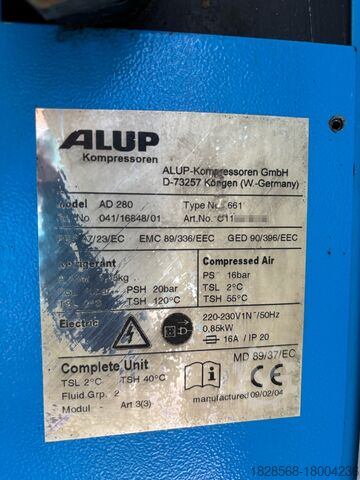 ALUP
Kompressoren
ALUP-Kompressoren GmbH
D-73257 Köngen (W.-Germany)
Model AD 280 Type No. 661
No 041/16848/01 Art.No.
/23/EC EMC 89/336/EEC GED 90/396/EEC
Compressed Air
PS 16bar
PSH 20bar TSL 2°C
TSH 120°C TSH 55°C
Electric 220-230V1N~/50Hz
0,85kW
16A / IP 20
MD 89/37/EC
Complete Unit
TSL 2°C TSH 40°C
Fluid Grp. 2
Modul - Art 3(3)
manufactured 09/02/04
1828568-18004236